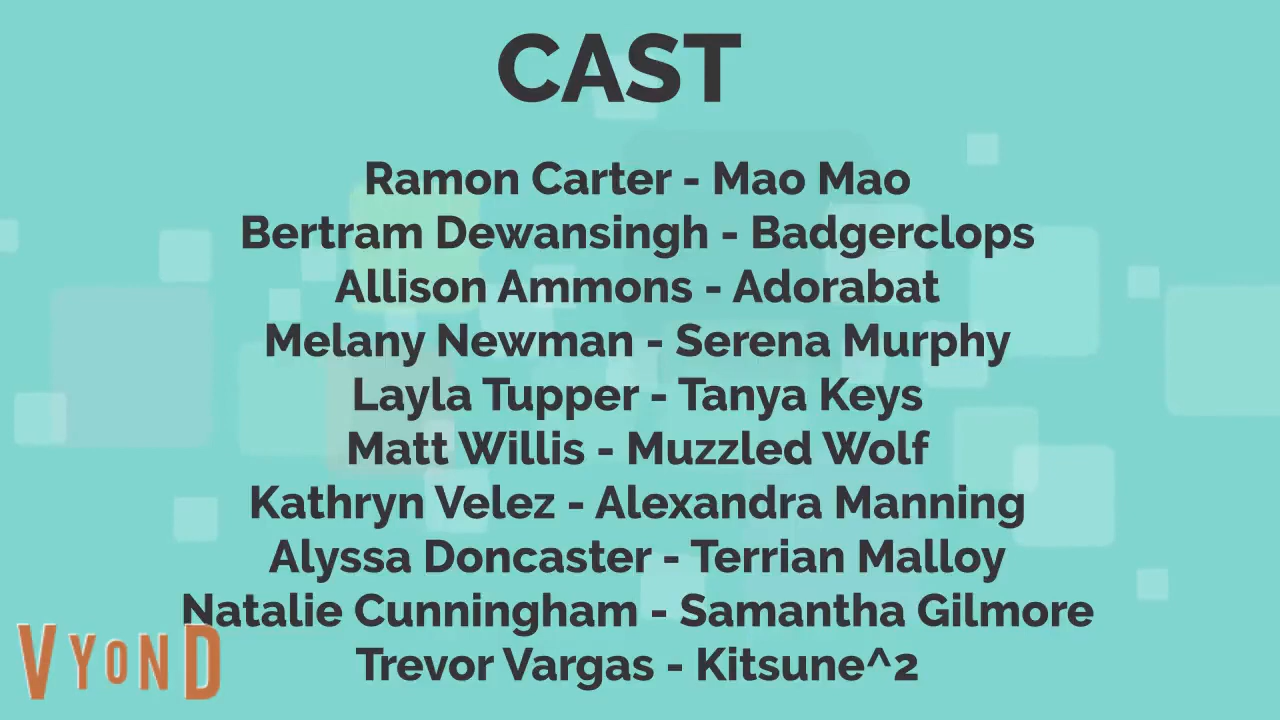 CAST
Ramon Carter - Mao Mao
Bertram Dewansingh - Badgerclops
Allison Ammons - Adorabat
Melany Newman - Serena Murphy
Layla Tupper - Tanya Keys
Matt Willis - Muzzled Wolf
Kathryn Velez - Alexandra Manning
Alyssa Doncaster - Terrian Malloy
Natalie Cunningham - Samantha Gilmore
Trevor Vargas - Kitsune^2
VYOND